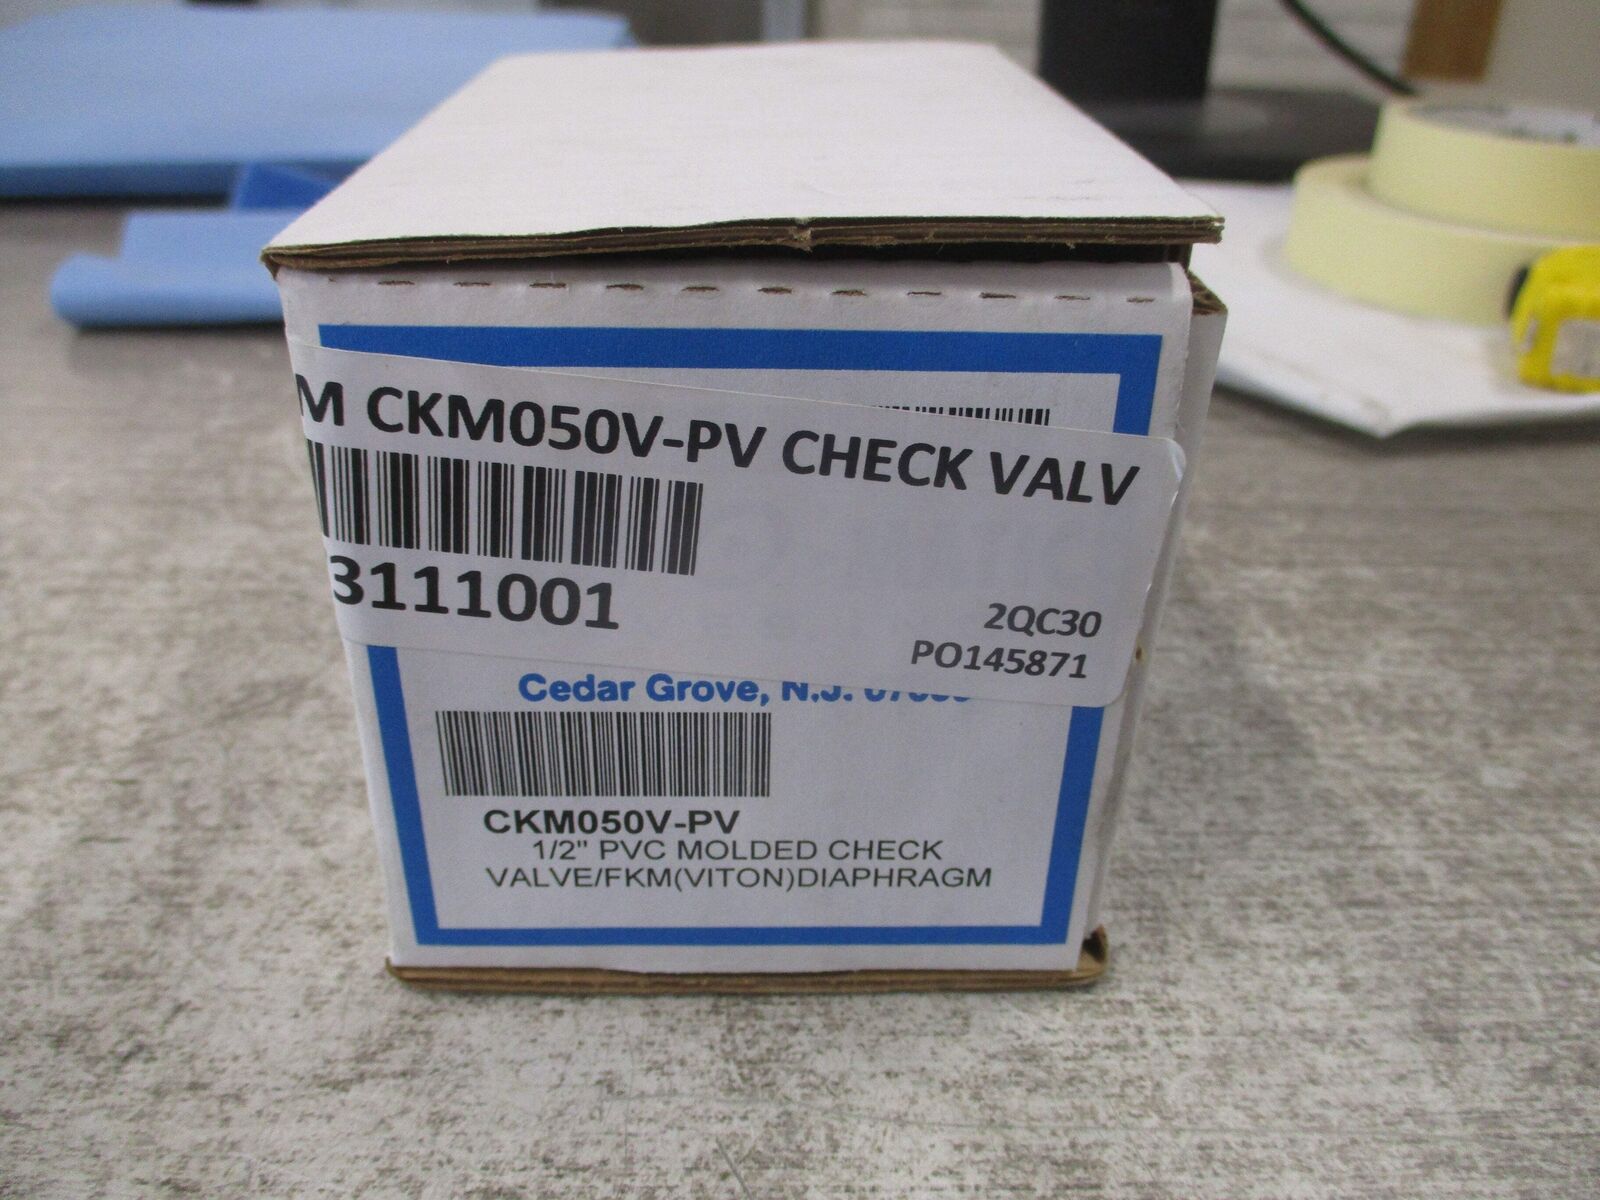 M CKM050V-PV CHECK VALV
3111001
2QC30
PO145871
Cedar Grove, N.J.
CKM050V-PV
1/2" PVC MOLDED CHECK
VALVE/FKM(VITON)DIAPHRAGM